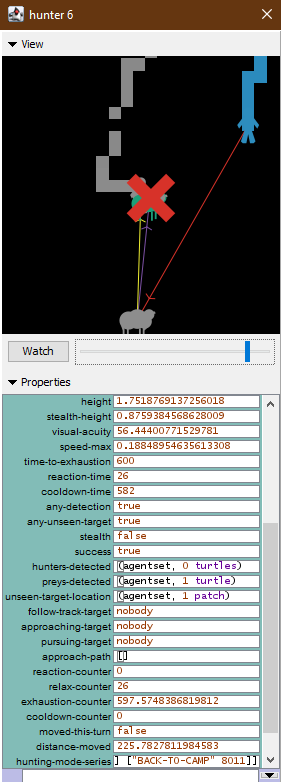 hunter 6
View
Watch
Properties
height 1.7518769137256018
stealth-height 0.8759384568628009
visual-acuity 56.44400771529781
speed-max 0.18848954635613308
time-to-exhaustion 600
reaction-time 26
cooldown-time 582
any-detection true
any-unseen-target true
stealth false
success true
hunters-detected (agentset, 0 turtles)
preys-detected (agentset, 1 turtle)
unseen-target-location (agentset, 1 patch)
follow-track-target nobody
approaching-target nobody
pursuing-target nobody
approach-path []
reaction-counter 0
relax-counter 26
exhaustion-counter 597.5748386819812
cooldown-counter 0
moved-this-turn false
distance-moved 225.7827811984583
hunting-mode-series ] ["BACK-TO-CAMP" 8011]]